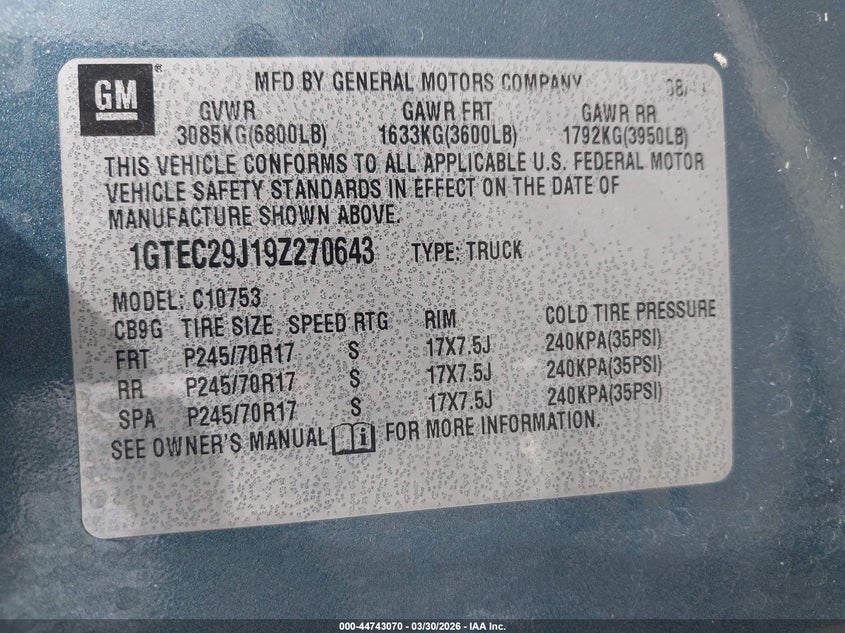 GM ®
MFD BY GENERAL MOTORS COMPANY 08/
GVWR GAWR FRT GAWR RR
3085KG(6800LB) 1633KG(3600LB) 1792KG(3950LB)
THIS VEHICLE CONFORMS TO ALL APPLICABLE U.S. FEDERAL MOTOR
VEHICLE SAFETY STANDARDS IN EFFECT ON THE DATE OF
MANUFACTURE SHOWN ABOVE.
1GTEC29J19Z270643 TYPE: TRUCK
MODEL: C10753
CB9G TIRE SIZE SPEED RTG RIM COLD TIRE PRESSURE
FRT P245/70R17 S 17X7.5J 240KPA(35PSI)
RR P245/70R17 S 17X7.5J 240KPA(35PSI)
SPA P245/70R17 S 17X7.5J 240KPA(35PSI)
SEE OWNER'S MANUAL i FOR MORE INFORMATION.
000-44743070 - 03/30/2026 - IAA Inc.